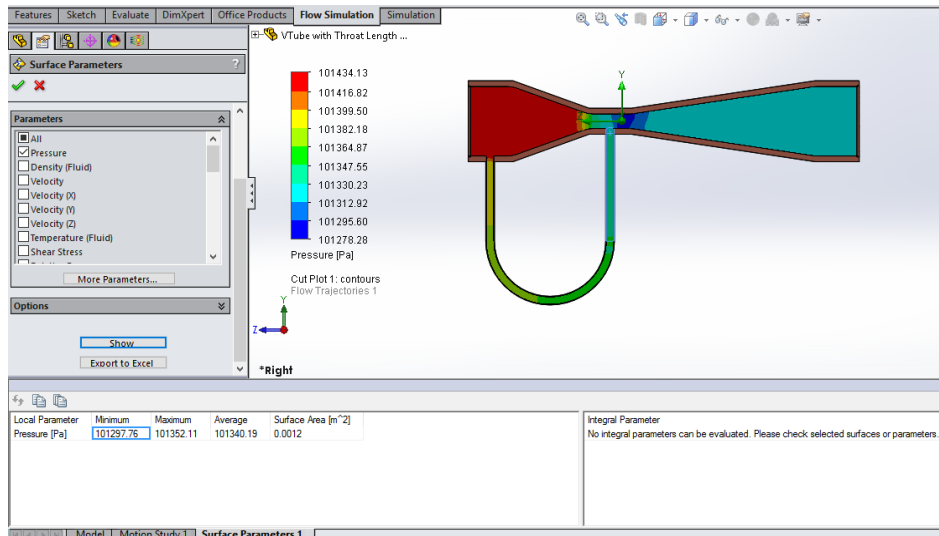 Features Sketch Evaluate DimXpert Office Products Flow Simulation Simulation
VTube with Throat Length ...
Surface Parameters ?
Parameters
All
Pressure
Density (Fluid)
Velocity
Velocity (X)
Velocity (Y)
Velocity (Z)
Temperature (Fluid)
Shear Stress
More Parameters...
Options
Show
Export to Excel
101434.13
101416.82
101399.50
101382.18
101364.87
101347.55
101330.23
101312.92
101295.60
101278.28
Pressure [Pa]
Cut Plot 1: contours
Flow Trajectories 1
Y
Z
Y
*Right
Local Parameter Minimum Maximum Average Surface Area [m^2]
Pressure [Pa] 101297.76 101352.11 101340.19 0.0012
Integral Parameter
No integral parameters can be evaluated. Please check selected surfaces or parameters.
Model Motion Study 1 Surface Parameters 1